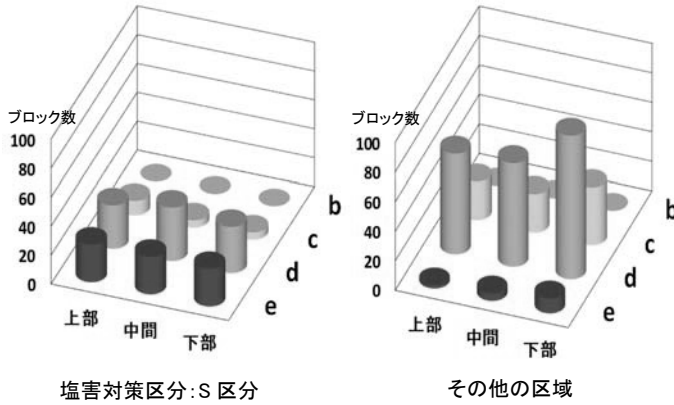 ブロック数
100
80
60
40
20
0
上部
中間
下部
b
c
d
e
塩害対策区分:S 区分
ブロック数
100
80
60
40
20
0
上部
中間
下部
b
c
d
e
その他の区域